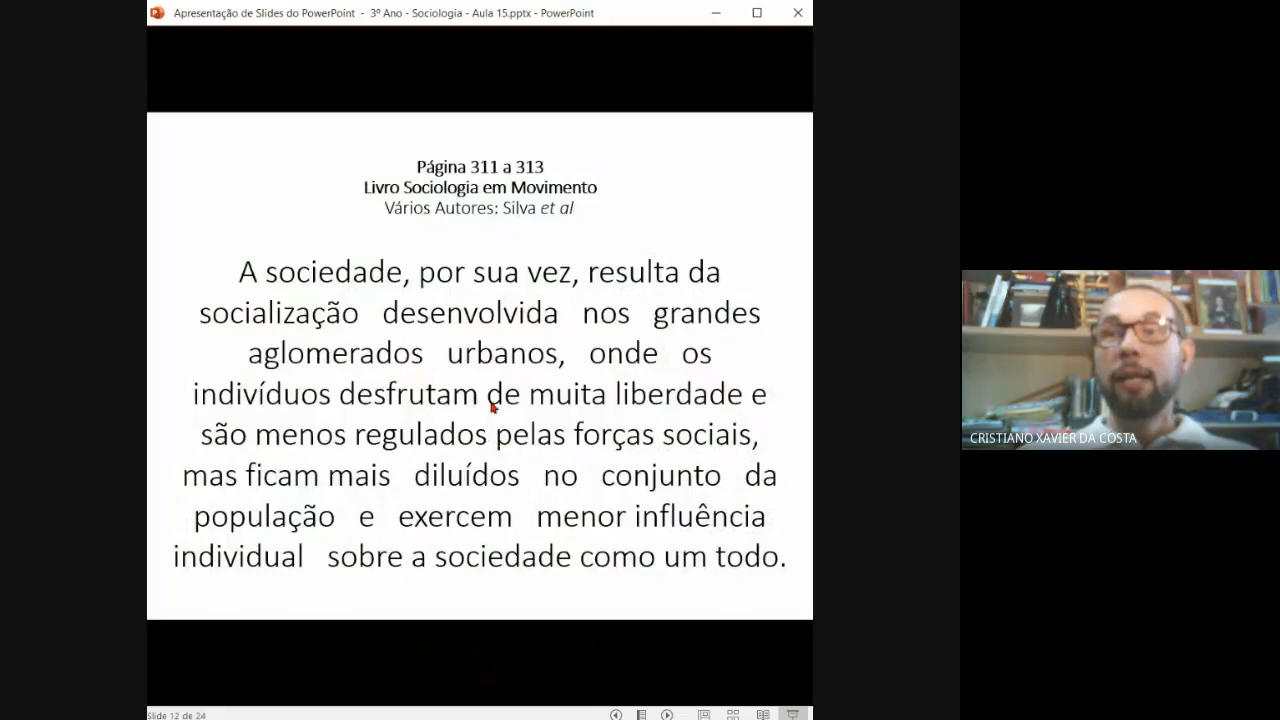 Apresentação de Slides do PowerPoint - 3º Ano - Sociologia - Aula 15.pptx - PowerPoint
Página 311 a 313
Livro Sociologia em Movimento
Vários Autores: Silva et al
A sociedade, por sua vez, resulta da
socialização desenvolvida nos grandes
aglomerados urbanos, onde os
indivíduos desfrutam de muita liberdade e
são menos regulados pelas forças sociais,
mas ficam mais diluídos no conjunto da
população e exercem menor influência
individual sobre a sociedade como um todo.
CRISTIANO XAVIER DA COSTA
Slide 12 de 24